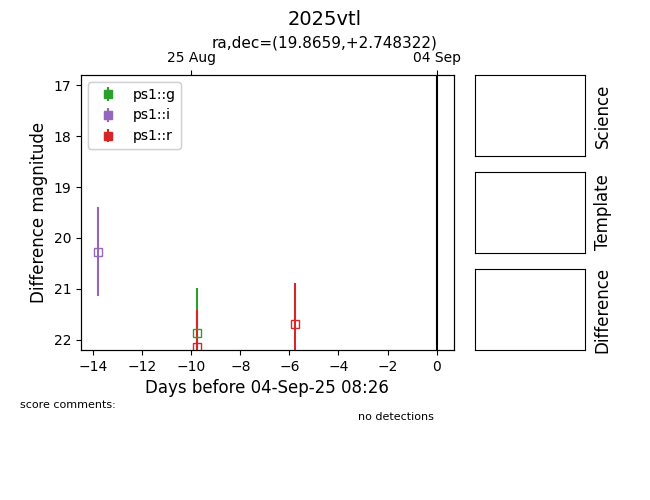 2025vtl
ra,dec=(19.8659,+2.748322)
25 Aug
04 Sep
ps1::g
ps1::i
ps1::r
17
18
19
20
21
22
Difference magnitude
−14
−12
−10
−8
−6
−4
−2
0
Days before 04-Sep-25 08:26
Science
Template
Difference
score comments:
no detections